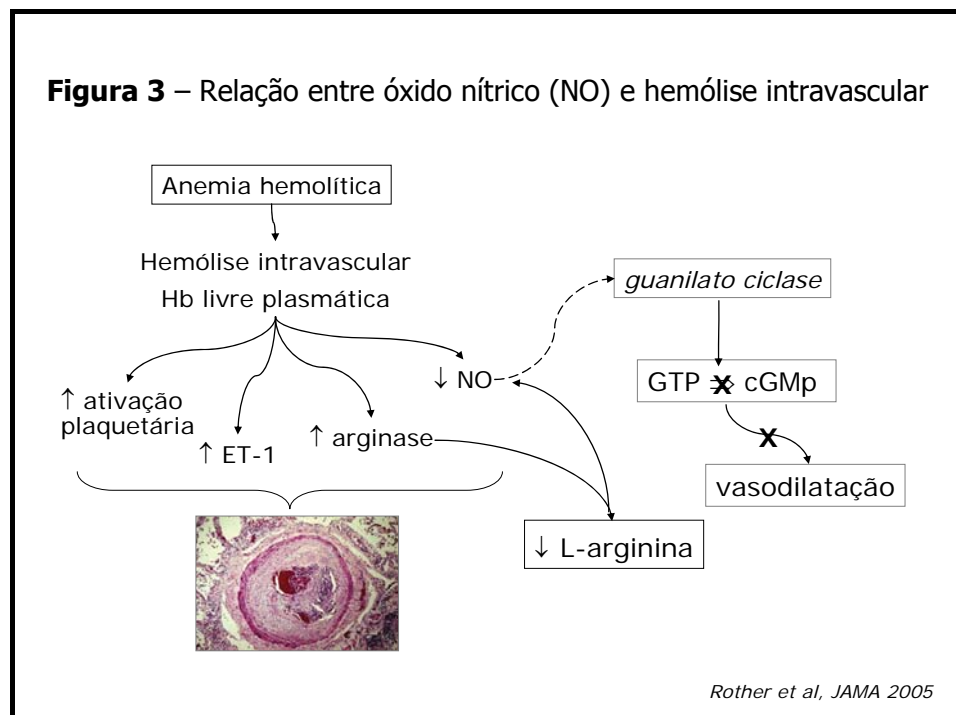 Figura 3 – Relação entre óxido nítrico (NO) e hemólise intravascular
Anemia hemolítica
Hemólise intravascular
Hb livre plasmática
↑ ativação
plaquetária
↑ ET-1
↑ arginase
↓ NO
↓ L-arginina
guanilato ciclase
GTP ⇒ cGMp
X
X
vasodilatação
Rother et al, JAMA 2005